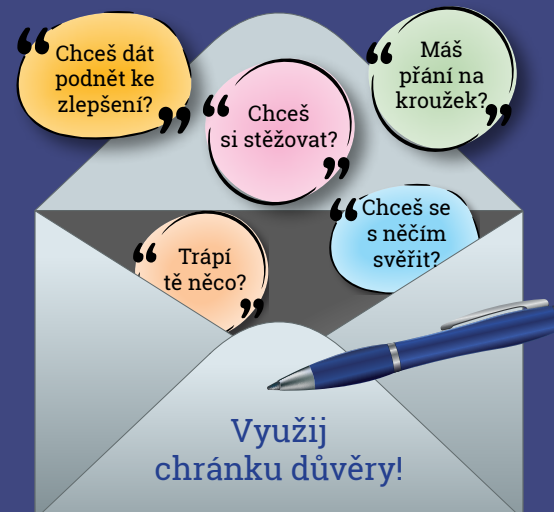 Chceš dát
podnět ke
zlepšení?
Chceš
si stěžovat?
Máš
přání na
kroužek?
Trápí
tě něco?
Chceš se
s něčím
svěřit?
Využij
chránku důvěry!